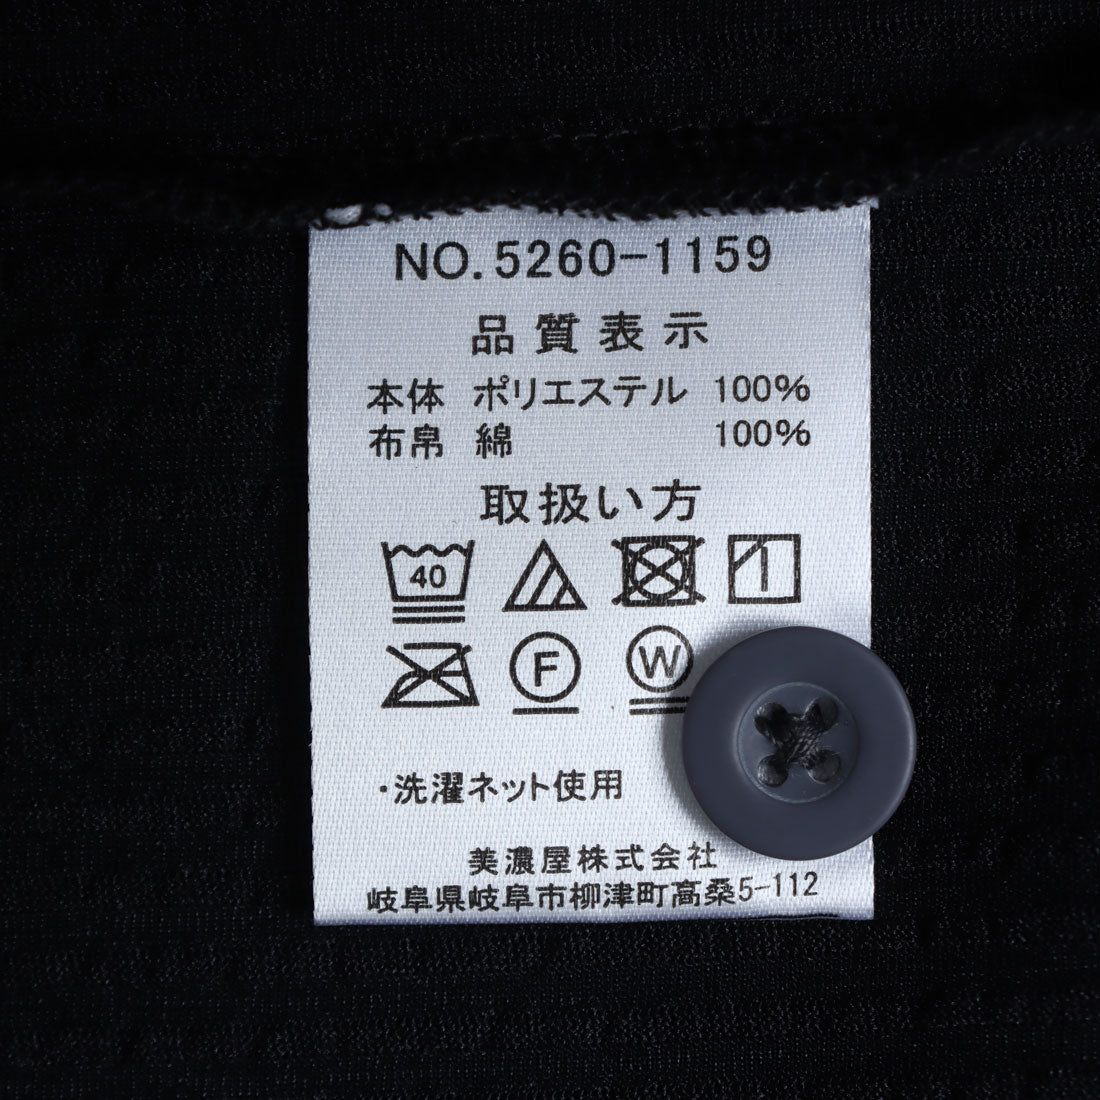 NO.5260-1159
品質表示
本体 ポリエステル 100%
布帛 綿 100%
取扱い方
40
F
W
・洗濯ネット使用
美濃屋株式会社
岐阜県岐阜市柳津町高桑5-112